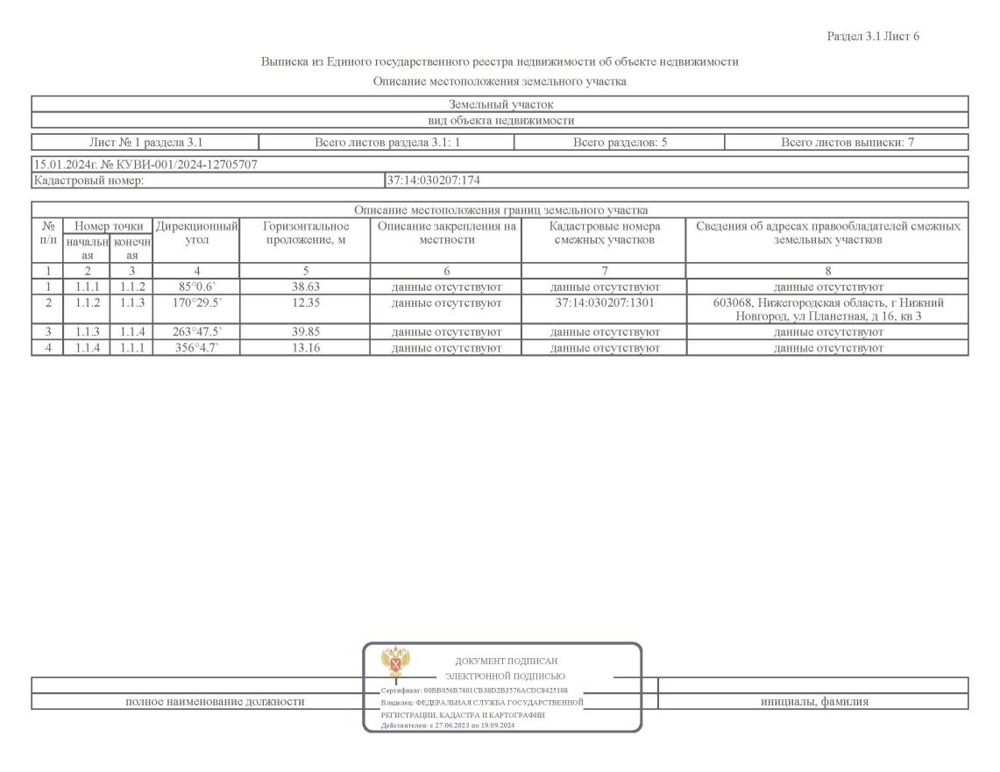 Раздел 3.1 Лист 6
Выписка из Единого государственного реестра недвижимости об объекте недвижимости
Описание местоположения земельного участка
Земельный участок
вид объекта недвижимости
Лист № 1 раздела 3.1 Всего листов раздела 3.1: 1 Всего разделов: 5 Всего листов выписки: 7
15.01.2024г. № КУВИ-001/2024-12705707
Кадастровый номер: 37:14:030207:174
Описание местоположения границ земельного участка
№ Номер точки Дирекционный Горизонтальное Описание закрепления на Кадастровые номера Сведения об адресах правообладателей смежных
п/п начальн конечн угол проложение, м местности смежных участков земельных участков
ая ая
1 2 3 4 5 6 7 8
1 1.1.1 1.1.2 85°0.6` 38.63 данные отсутствуют данные отсутствуют данные отсутствуют
2 1.1.2 1.1.3 170°29.5` 12.35 данные отсутствуют 37:14:030207:1301 603068, Нижегородская область, г Нижний
Новгород, ул Планетная, д 16, кв 3
3 1.1.3 1.1.4 263°47.5` 39.85 данные отсутствуют данные отсутствуют данные отсутствуют
4 1.1.4 1.1.1 356°4.7` 13.16 данные отсутствуют данные отсутствуют данные отсутствуют
ДОКУМЕНТ ПОДПИСАН
ЭЛЕКТРОННОЙ ПОДПИСЬЮ
Сертификат: 00BB056B7401CB38D2B3576ACDC8425108
Владелец: ФЕДЕРАЛЬНАЯ СЛУЖБА ГОСУДАРСТВЕННОЙ
РЕГИСТРАЦИИ, КАДАСТРА И КАРТОГРАФИИ
Действителен: с 27.06.2023 по 19.09.2024
полное наименование должности инициалы, фамилия